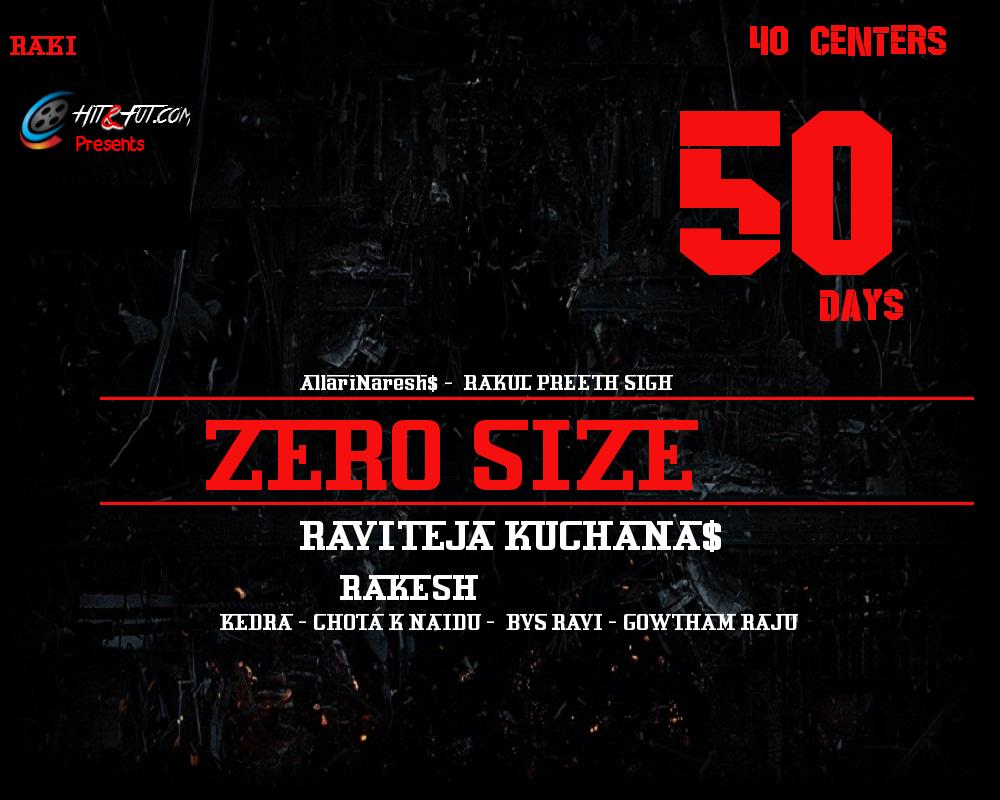 RAKI
40 CENTERS
HIT&FUT.COM
Presents
50
DAYS
AllariNaresh$ - RAKUL PREETH SIGH
ZERO SIZE
RAVITEJA KUCHANA$
RAKESH
KEDRA - CHOTA K NAIDU - BVS RAVI - GOWTHAM RAJU